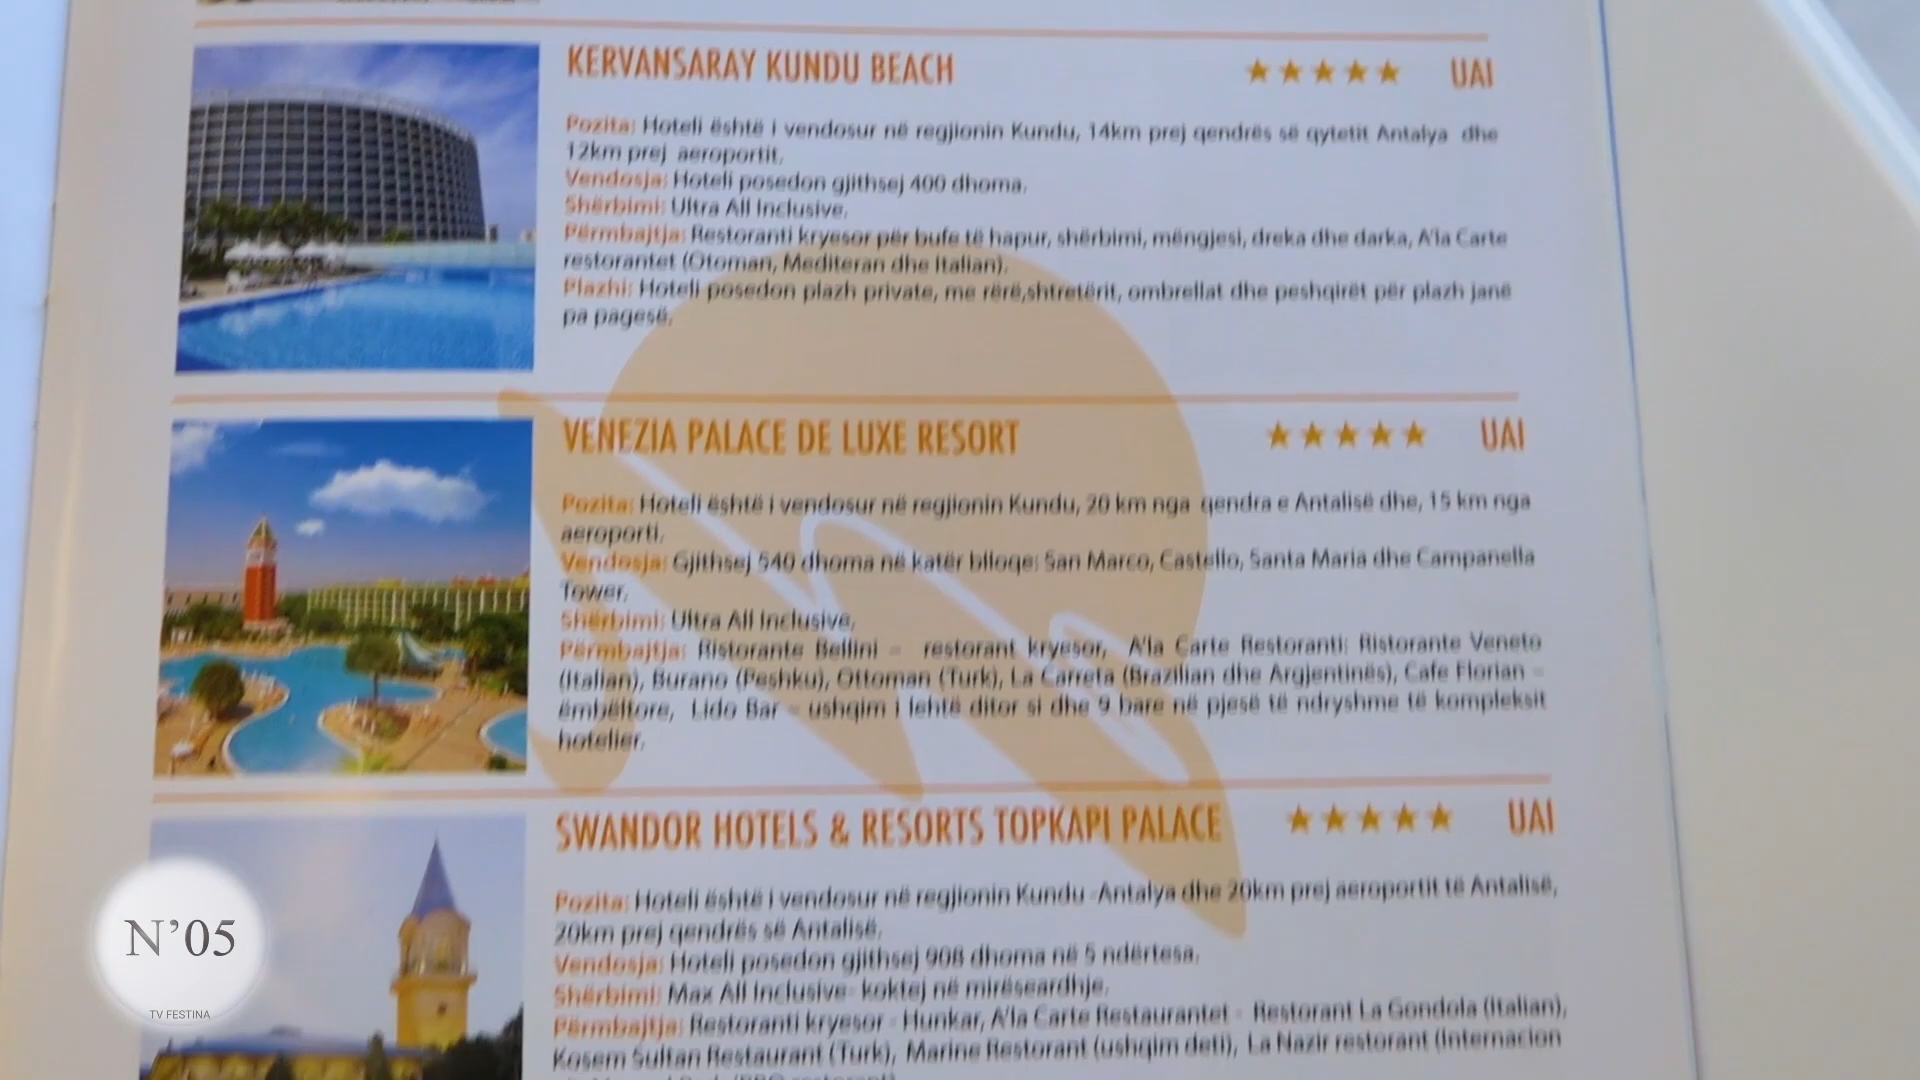 KERVANSARAY KUNDU BEACH ★★★★★ UAI
Pozita: Hoteli është i vendosur në regjionin Kundu, 14km prej qendrës së qytetit Antalya dhe
12km prej aeroportit.
Vendosja: Hoteli posedon gjithsej 400 dhoma.
Shërbimi: Ultra All Inclusive.
Përmbajtja: Restoranti kryesor për bufe të hapur, shërbimi, mëngjesi, dreka dhe darka, A'la Carte
restorantet (Otoman, Mediteran dhe Italian).
Plazhi: Hoteli posedon plazh private, me rërë,shtretërit, ombrellat dhe peshqirët për plazh janë
pa pagesë.
VENEZIA PALACE DE LUXE RESORT ★★★★★ UAI
Pozita: Hoteli është i vendosur në regjionin Kundu, 20 km nga qendra e Antalisë dhe, 15 km nga
aeroporti.
Vendosja: Gjithsej 540 dhoma në katër blloqe: San Marco, Castello, Santa Maria dhe Campanella
Tower.
Shërbimi: Ultra All Inclusive.
Përmbajtja: Ristorante Bellini – restorant kryesor, A'la Carte Restoranti: Ristorante Veneto
(Italian), Burano (Peshku), Ottoman (Turk), La Carreta (Brazilian dhe Argjentinës), Cafe Florian –
ëmbëltore, Lido Bar – ushqim i lehtë ditor si dhe 9 bare në pjesë të ndryshme të kompleksit
hotelier.
SWANDOR HOTELS & RESORTS TOPKAPI PALACE ★★★★★ UAI
Pozita: Hoteli është i vendosur në regjionin Kundu -Antalya dhe 20km prej aeroportit të Antalisë,
20km prej qendrës së Antalisë.
Vendosja: Hoteli posedon gjithsej 908 dhoma në 5 ndërtesa.
Shërbimi: Max All Inclusive- koktej në mirëseardhje.
Përmbajtja: Restoranti kryesor - Hunkar, A'la Carte Restaurantet - Restorant La Gondola (Italian),
Kosem Sultan Restaurant (Turk), Marine Restorant (ushqim deti), La Nazir restorant (Internacion
N'05
TV FESTINA